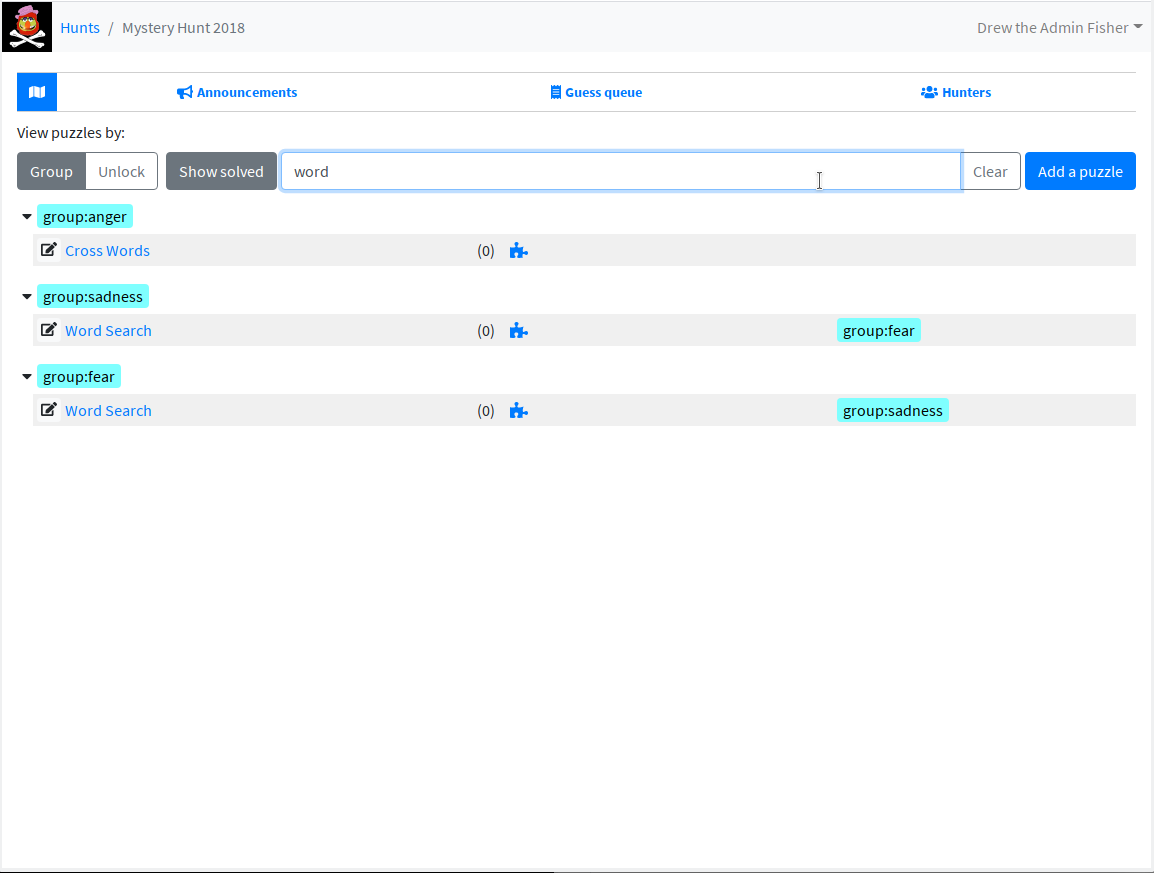 Hunts / Mystery Hunt 2018 Drew the Admin Fisher
Announcements Guess queue Hunters
View puzzles by:
Group Unlock Show solved word Clear Add a puzzle
group:anger
Cross Words (0)
group:sadness
Word Search (0) group:fear
group:fear
Word Search (0) group:sadness